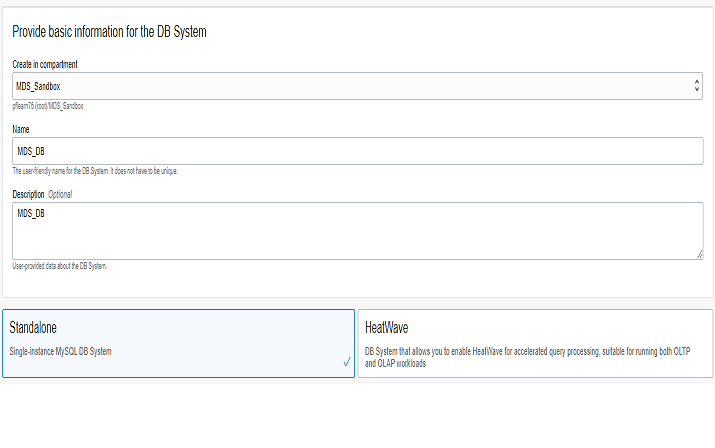 Provide basic information for the DB System
Create in compartment
MDS_Sandbox
pflearn75 (root)/MDS_Sandbox
Name
MDS_DB
The user-friendly name for the DB System. It does not have to be unique.
Description Optional
MDS_DB
User-provided data about the DB System.
Standalone
Single-instance MySQL DB System
HeatWave
DB System that allows you to enable HeatWave for accelerated query processing, suitable for running both OLTP
and OLAP workloads